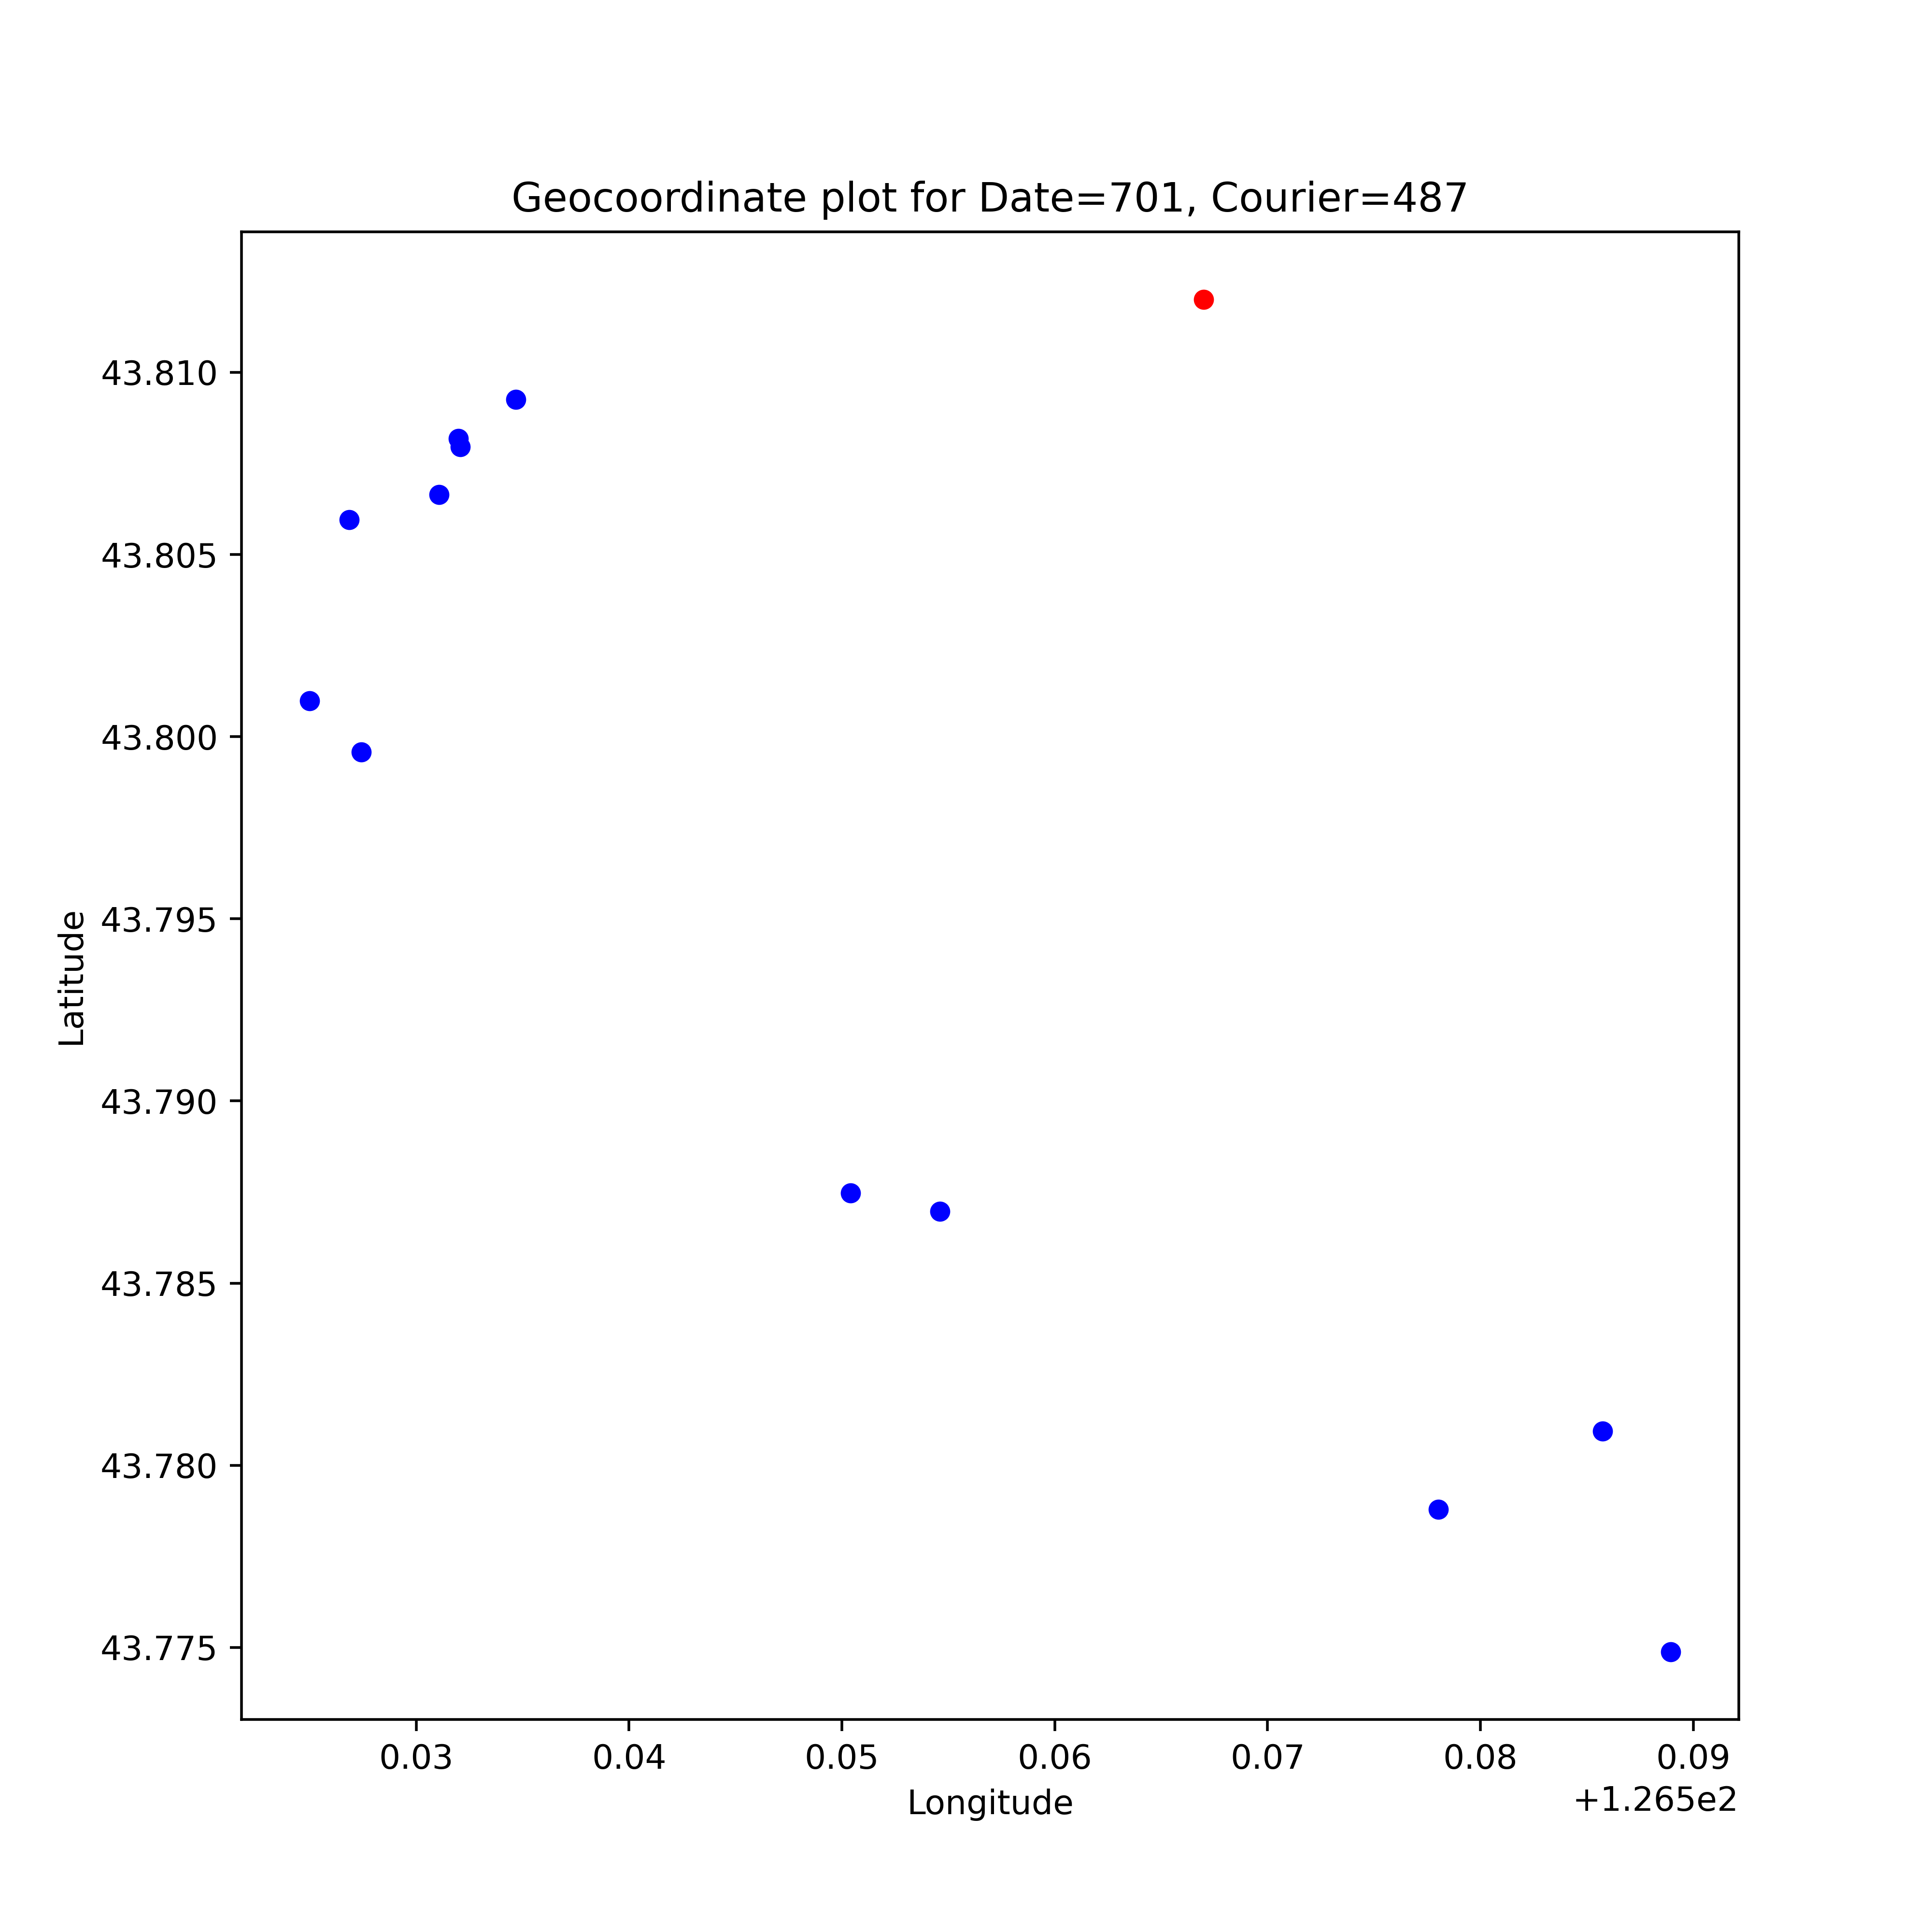 Geocoordinate plot for Date=701, Courier=487
43.810
43.805
43.800
43.795
43.790
43.785
43.780
43.775
Latitude
0.03 0.04 0.05 0.06 0.07 0.08 0.09
Longitude
+1.265e2